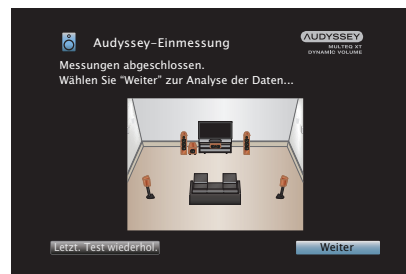 Audyssey-Einmessung
AUDYSSEY
MULTEQ XT
DYNAMIC VOLUME
Messungen abgeschlossen.
Wählen Sie “Weiter” zur Analyse der Daten...
Letzt. Test wiederhol.
Weiter